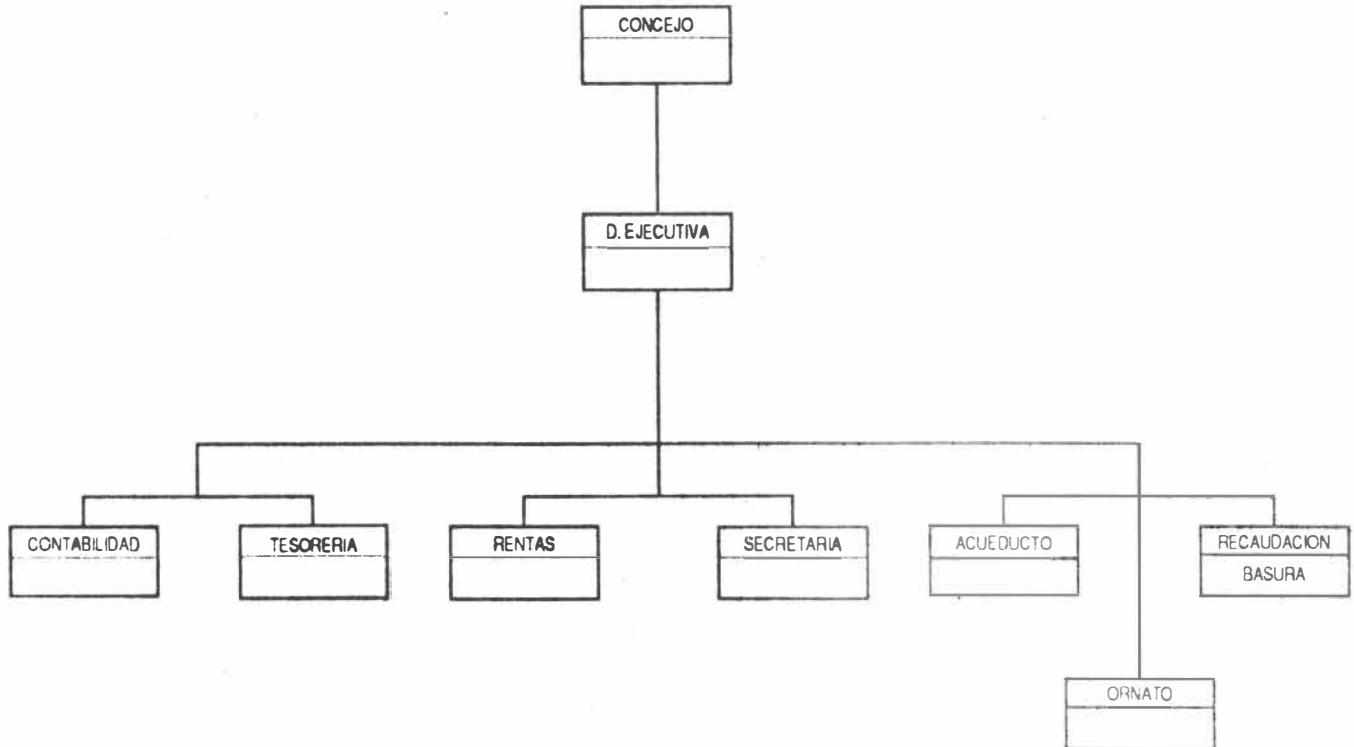 CONCEJO
D. EJECUTIVA
CONTABILIDAD
TESORERIA
RENTAS
SECRETARIA
ACUEDUCTO
RECAUDACION
BASURA
ORNATO